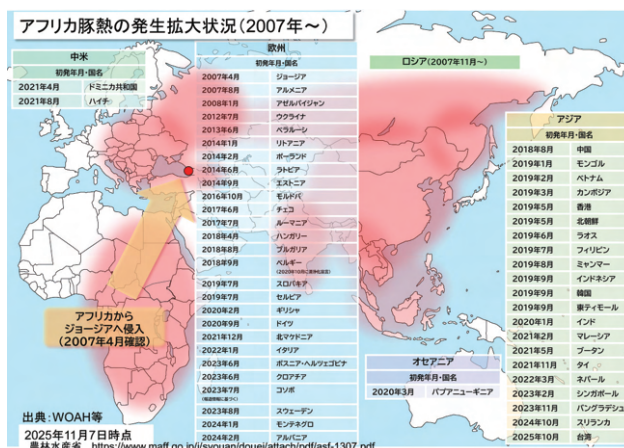 アフリカ豚熱の発生拡大状況(2007年~)
中米
初発年月・国名
2021年4月 ドミニカ共和国
2021年8月 ハイチ
欧州
初発年月・国名
2007年4月 ジョージア
2007年8月 アルメニア
2008年1月 アゼルバイジャン
2012年7月 ウクライナ
2013年6月 ベラルーシ
2014年1月 リトアニア
2014年2月 ポーランド
2014年6月 ラトビア
2014年9月 エストニア
2016年10月 モルドバ
2017年6月 チェコ
2017年7月 ルーマニア
2018年4月 ハンガリー
2018年8月 ブルガリア
2018年9月 ベルギー
2019年7月 スロバキア
2019年7月 セルビア
2020年2月 ギリシャ
2020年9月 ドイツ
2021年12月 北マケドニア
2022年1月 イタリア
2023年6月 ボスニア・ヘルツェゴビナ
2023年6月 クロアチア
2023年7月 コソボ
2023年8月 スウェーデン
2024年1月 モンテネグロ
2024年2月 アルバニア
ロシア(2007年11月~)
アジア
初発年月・国名
2018年8月 中国
2019年1月 モンゴル
2019年2月 ベトナム
2019年3月 カンボジア
2019年5月 香港
2019年5月 北朝鮮
2019年6月 ラオス
2019年7月 フィリピン
2019年8月 ミャンマー
2019年9月 インドネシア
2019年9月 韓国
2019年9月 東ティモール
2020年1月 インド
2021年2月 マレーシア
2021年5月 ブータン
2021年11月 タイ
2022年3月 ネパール
2023年2月 シンガポール
2023年11月 バングラデシュ
2024年10月 スリランカ
2025年10月 台湾
オセアニア
初発年月・国名
2020年3月 パプアニューギニア
アフリカから
ジョージアへ侵入
(2007年4月確認)
出典:WOAH等
2025年11月7日時点
農林水産省 https://www.maff.go.jp/j/syouan/douei/attach/pdf/asf-1307.pdf